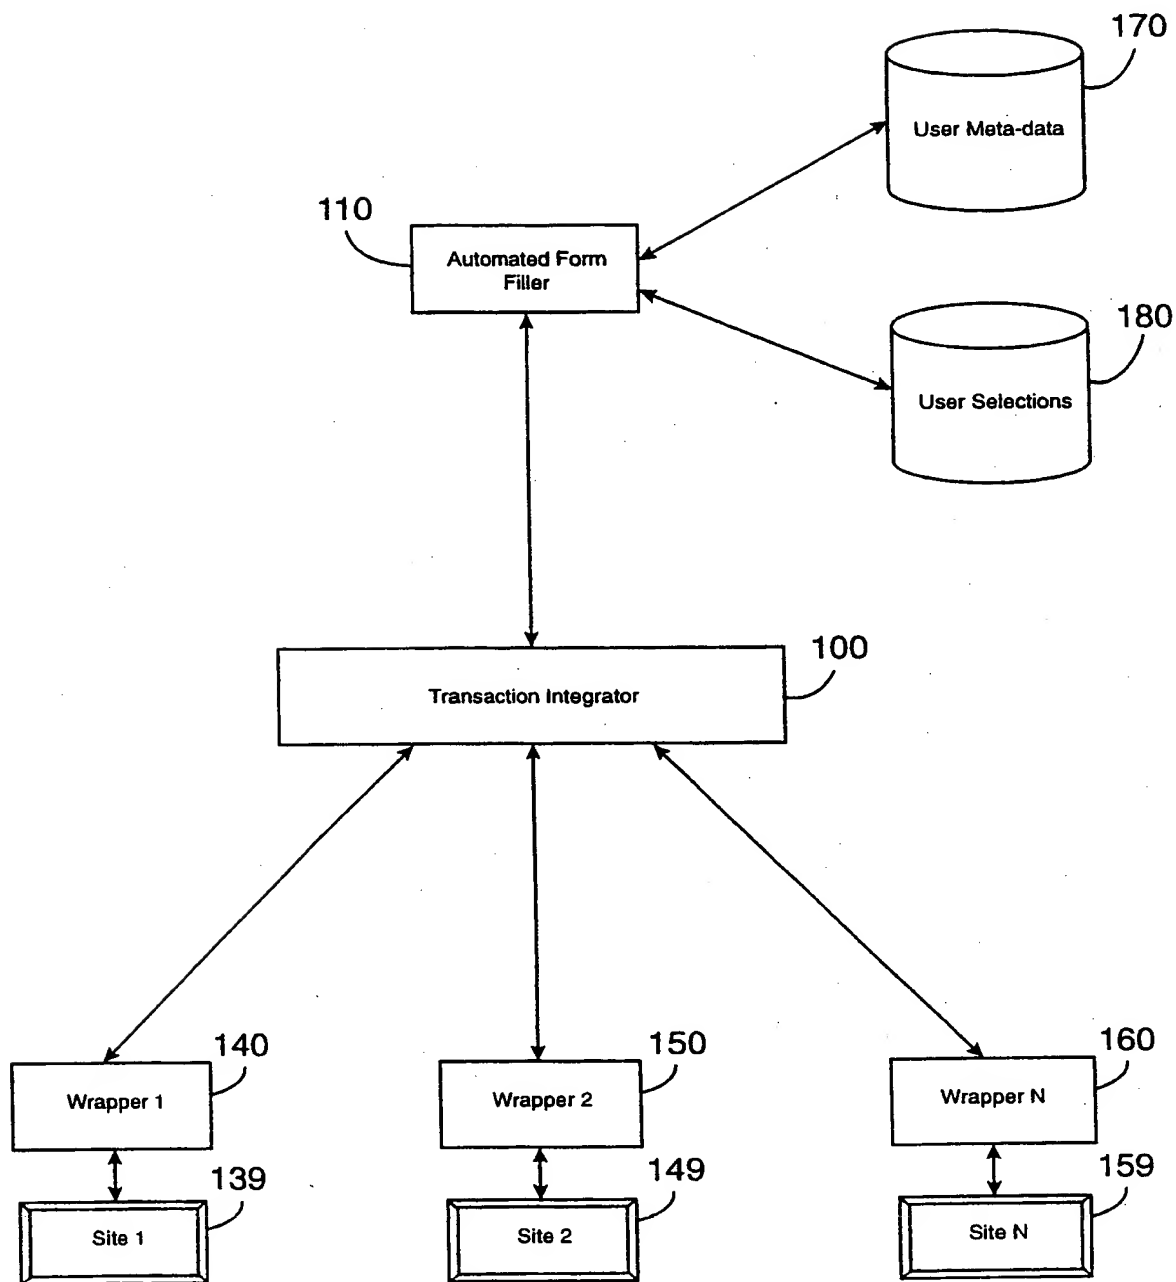 170
User Meta-data
110
Automated Form
Filler
180
User Selections
100
Transaction Integrator
140
Wrapper 1
150
Wrapper 2
160
Wrapper N
139
Site 1
149
Site 2
159
Site N